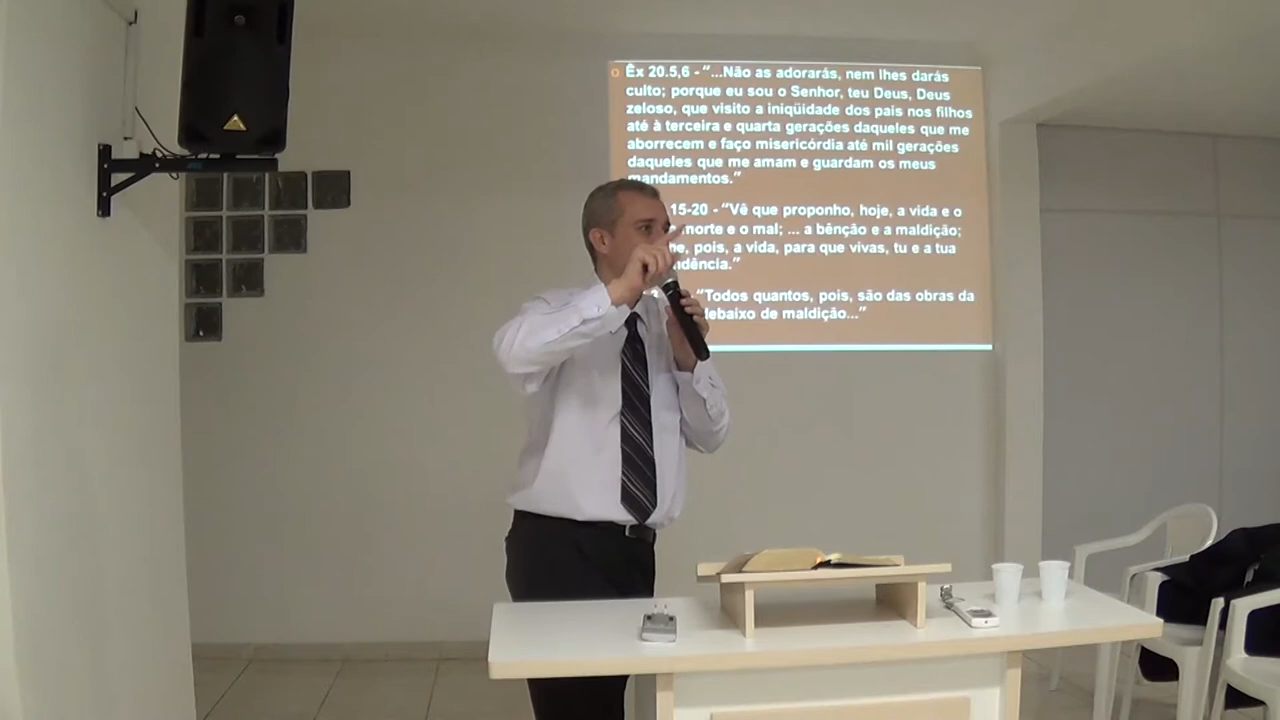 Êx 20.5,6 - “...Não as adorarás, nem lhes darás
culto; porque eu sou o Senhor, teu Deus, Deus
zeloso, que visito a iniqüidade dos pais nos filhos
até à terceira e quarta gerações daqueles que me
aborrecem e faço misericórdia até mil gerações
daqueles que me amam e guardam os meus
mandamentos.”
15-20 - “Vê que proponho, hoje, a vida e o
morte e o mal; ... a bênção e a maldição;
pois, a vida, para que vivas, tu e a tua
“Todos quantos, pois, são das obras da
debaixo de maldição...”